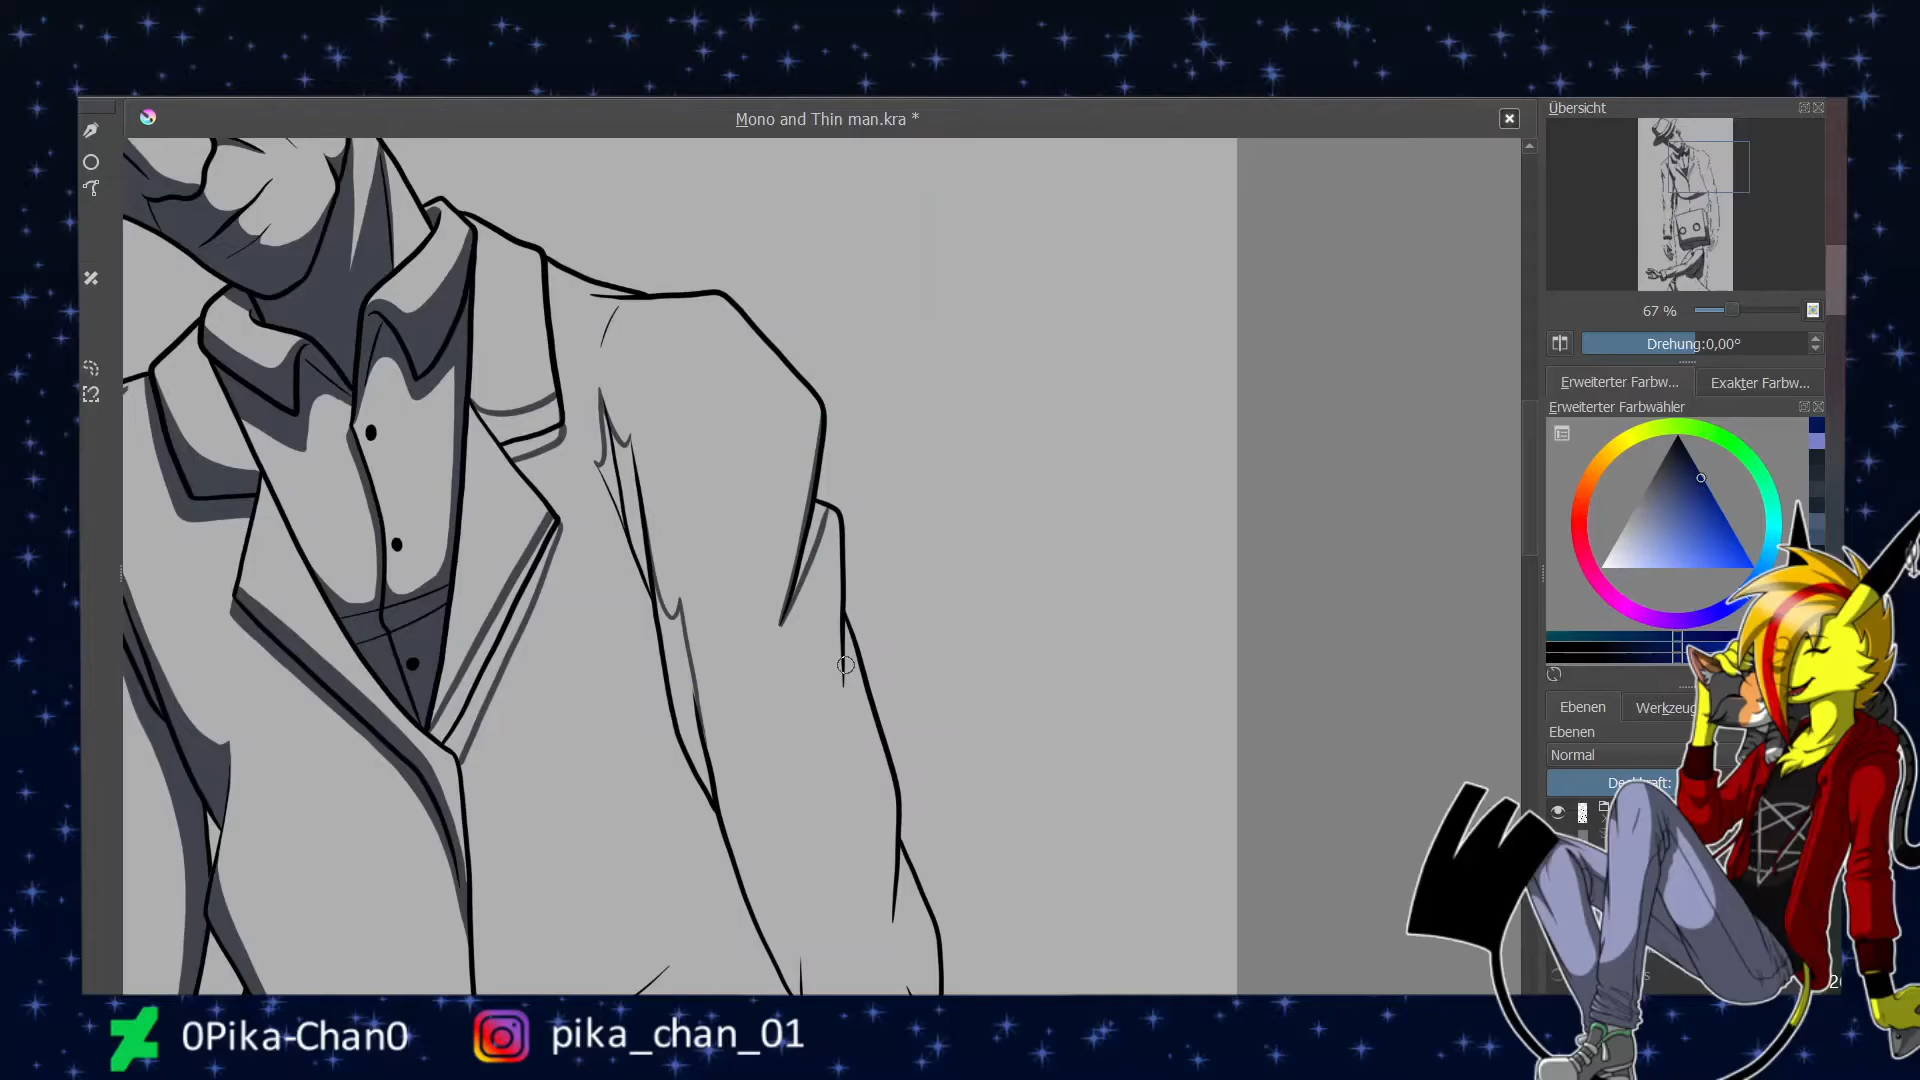 Mono and Thin man.kra *
Übersicht
67 %
Drehung:0,00°
Erweiterter Farbw...
Exakter Farbw...
Erweiterter Farbwähler
Ebenen
Werkzeug
Ebenen
Normal
0Pika-Chan0
pika_chan_01